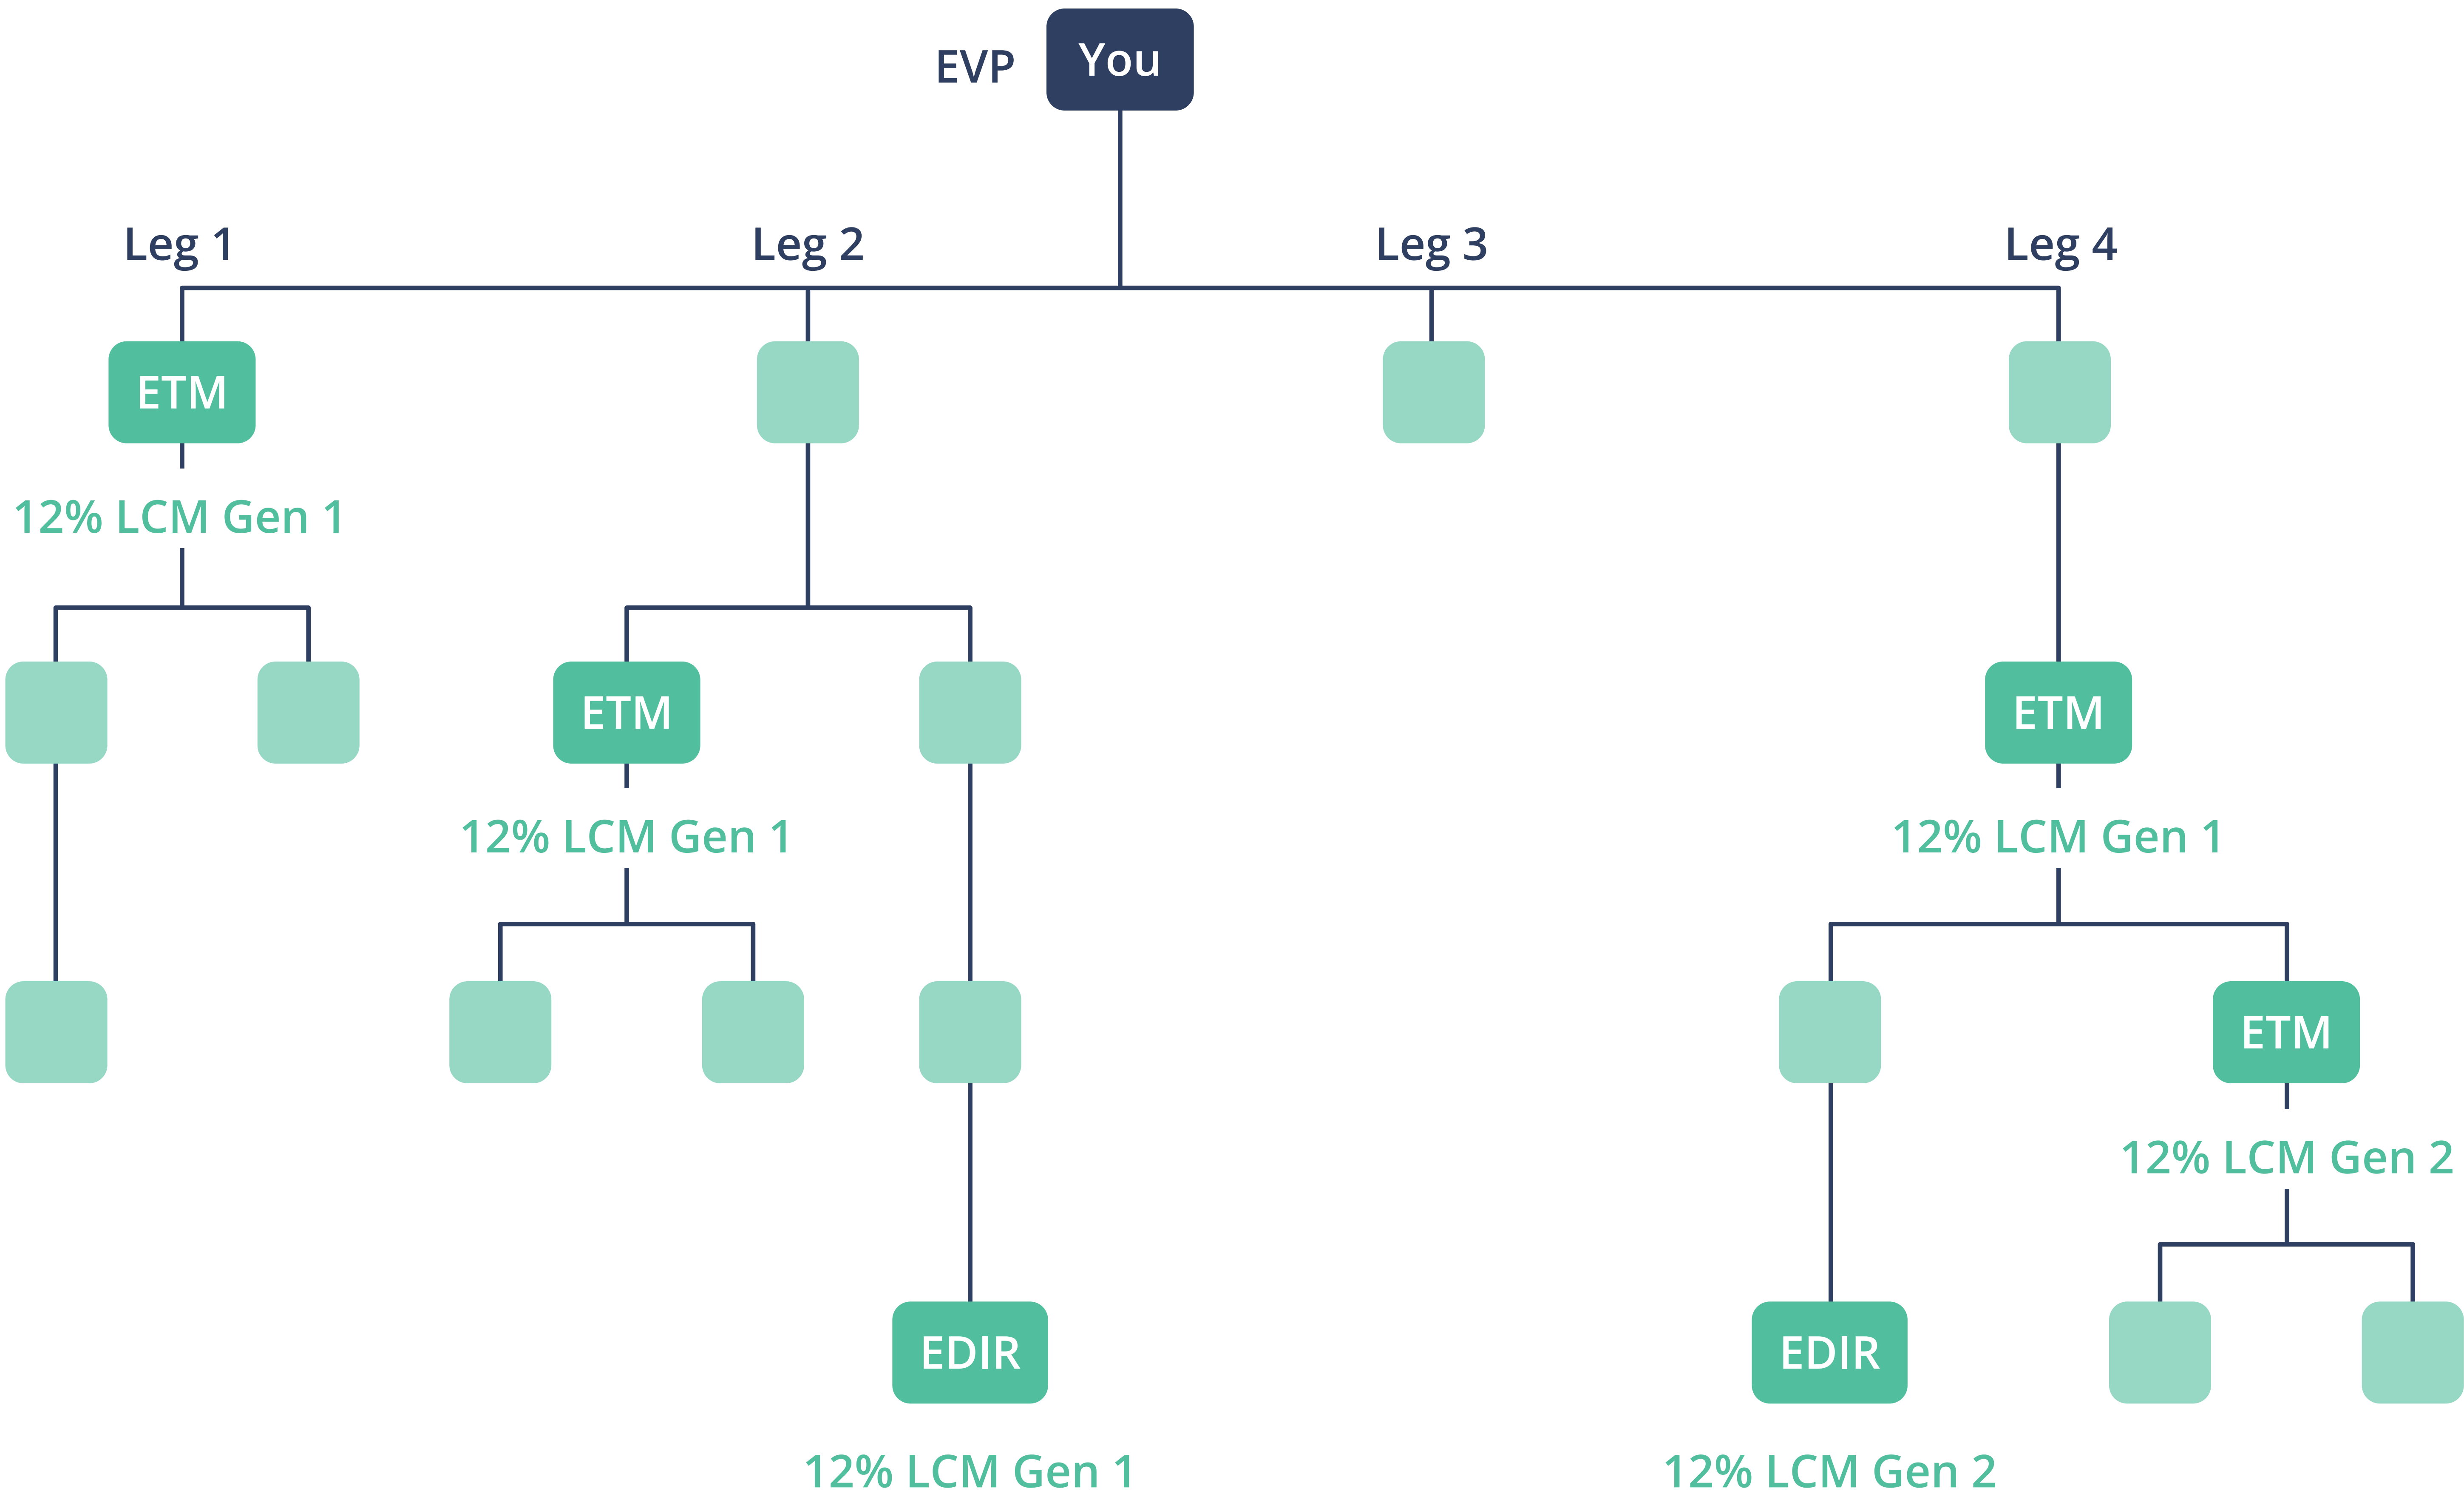 EVP
You
Leg 1
Leg 2
Leg 3
Leg 4
ETM
12% LCM Gen 1
ETM
ETM
12% LCM Gen 1
12% LCM Gen 1
ETM
12% LCM Gen 2
EDIR
EDIR
12% LCM Gen 1
12% LCM Gen 2